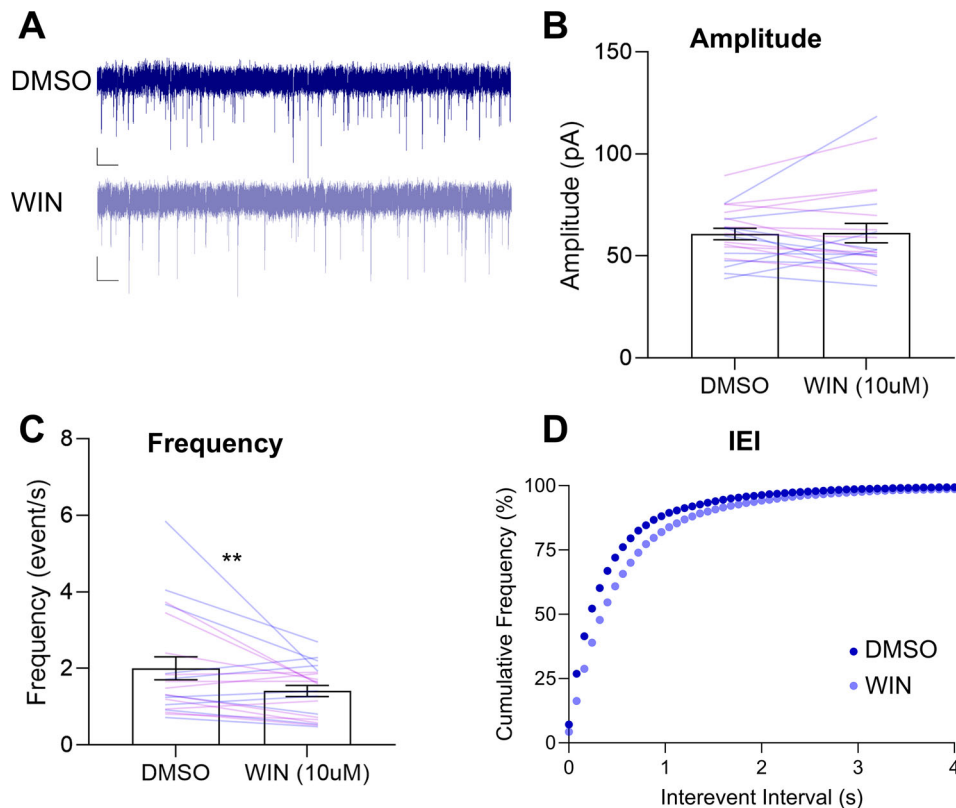 A
DMSO
WIN
B
Amplitude
Amplitude (pA)
150
100
50
0
DMSO
WIN (10uM)
C
Frequency
Frequency (event/s)
8
6
4
2
0
**
DMSO
WIN (10uM)
D
IEI
Cumulative Frequency (%)
100
75
50
25
0
DMSO
WIN
0 1 2 3 4
Interevent Interval (s)